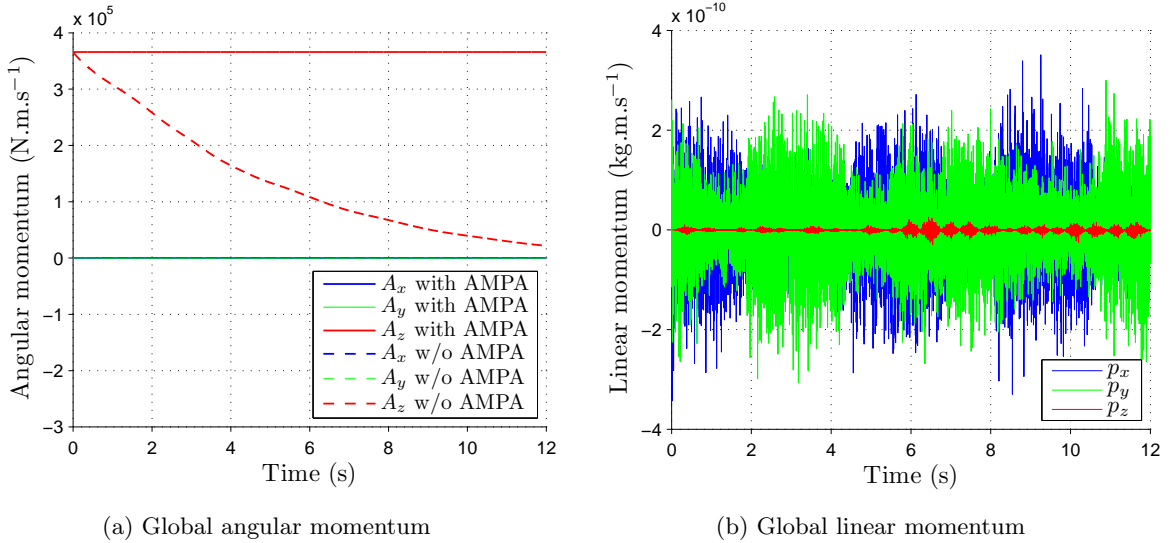 x 10⁵
4
3
2
1
0
−1
−2
−3
0 2 4 6 8 10 12
Angular momentum (N.m.s⁻¹)
Time (s)
A_x with AMPA
A_y with AMPA
A_z with AMPA
A_x w/o AMPA
A_y w/o AMPA
A_z w/o AMPA
(a) Global angular momentum
x 10⁻¹⁰
4
2
0
−2
−4
0 2 4 6 8 10 12
Linear momentum (kg.m.s⁻¹)
Time (s)
p_x
p_y
p_z
(b) Global linear momentum